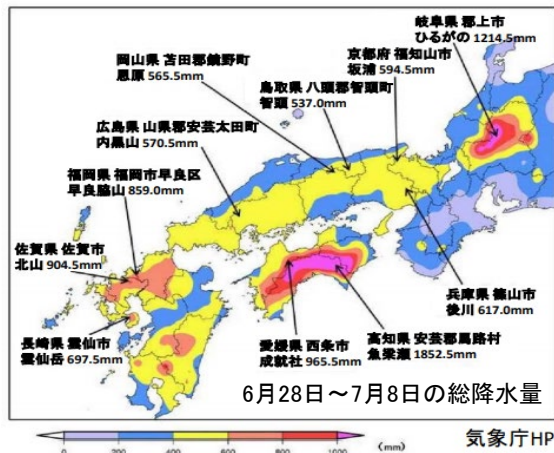 岐阜県 郡上市
ひるがの 1214.5mm
岡山県 苫田郡鏡野町
恩原 565.5mm
京都府 福知山市
坂浦 594.5mm
鳥取県 八頭郡智頭町
智頭 537.0mm
広島県 山県郡安芸太田町
内黒山 570.5mm
福岡県 福岡市早良区
早良脇山 859.0mm
佐賀県 佐賀市
北山 904.5mm
長崎県 雲仙市
雲仙岳 697.5mm
愛媛県 西条市
成就社 965.5mm
高知県 安芸郡馬路村
魚梁瀬 1852.5mm
兵庫県 篠山市
後川 617.0mm
6月28日～7月8日の総降水量
0 200 400 600 800 1000 (mm)
気象庁HP